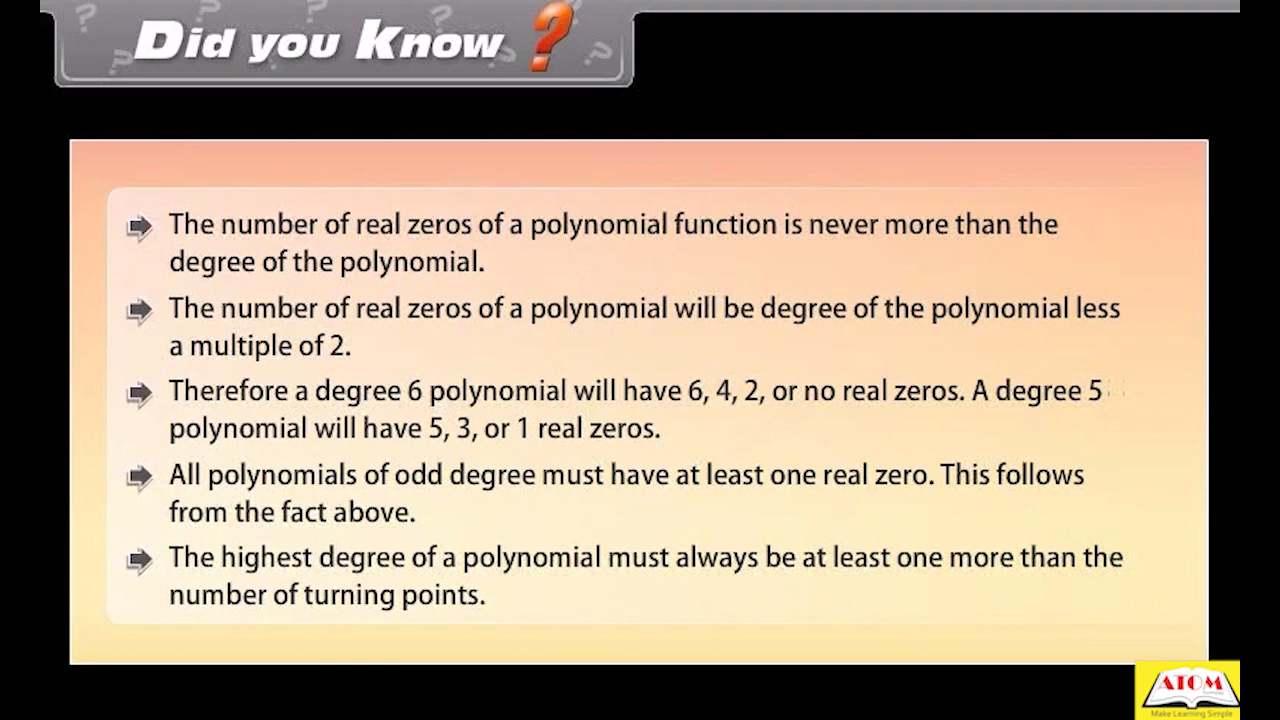 Did you Know ?
The number of real zeros of a polynomial function is never more than the
degree of the polynomial.
The number of real zeros of a polynomial will be degree of the polynomial less
a multiple of 2.
Therefore a degree 6 polynomial will have 6, 4, 2, or no real zeros. A degree 5
polynomial will have 5, 3, or 1 real zeros.
All polynomials of odd degree must have at least one real zero. This follows
from the fact above.
The highest degree of a polynomial must always be at least one more than the
number of turning points.
ATOM
Make Learning Simple